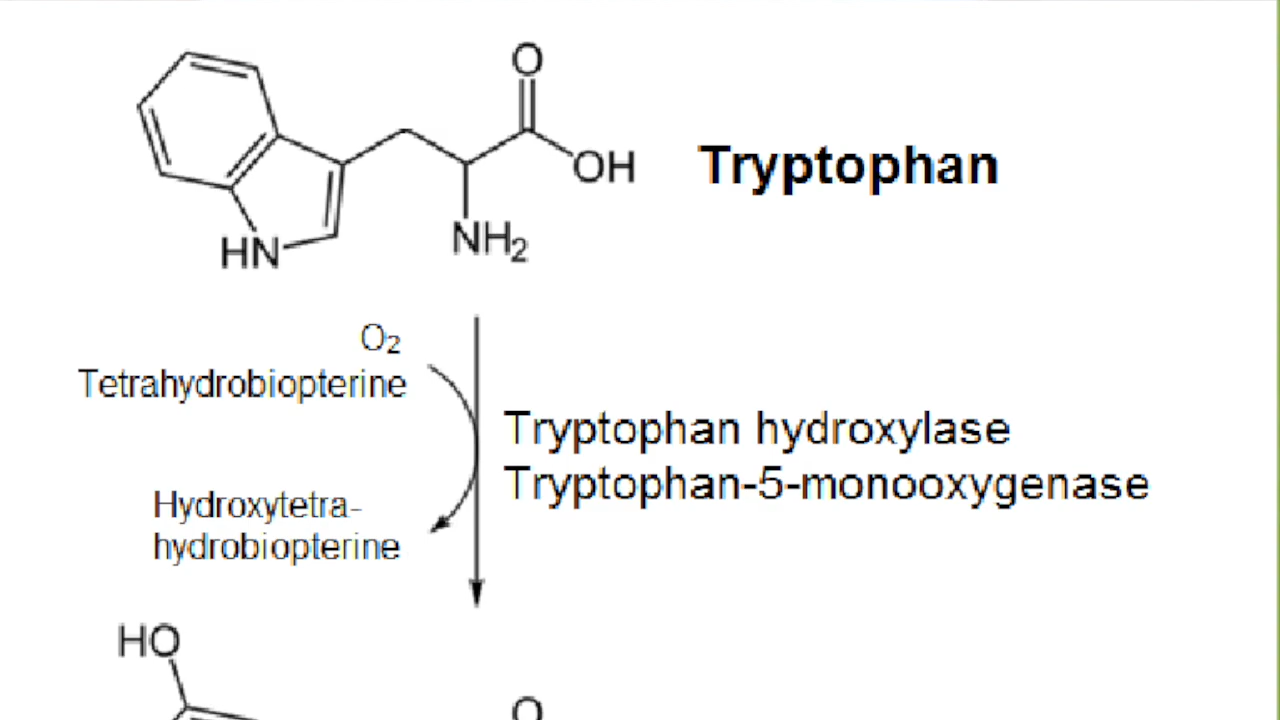 O
OH
Tryptophan
NH2
HN
O2
Tetrahydrobiopterine
Tryptophan hydroxylase
Tryptophan-5-monooxygenase
Hydroxytetra-
hydrobiopterine
HO
O